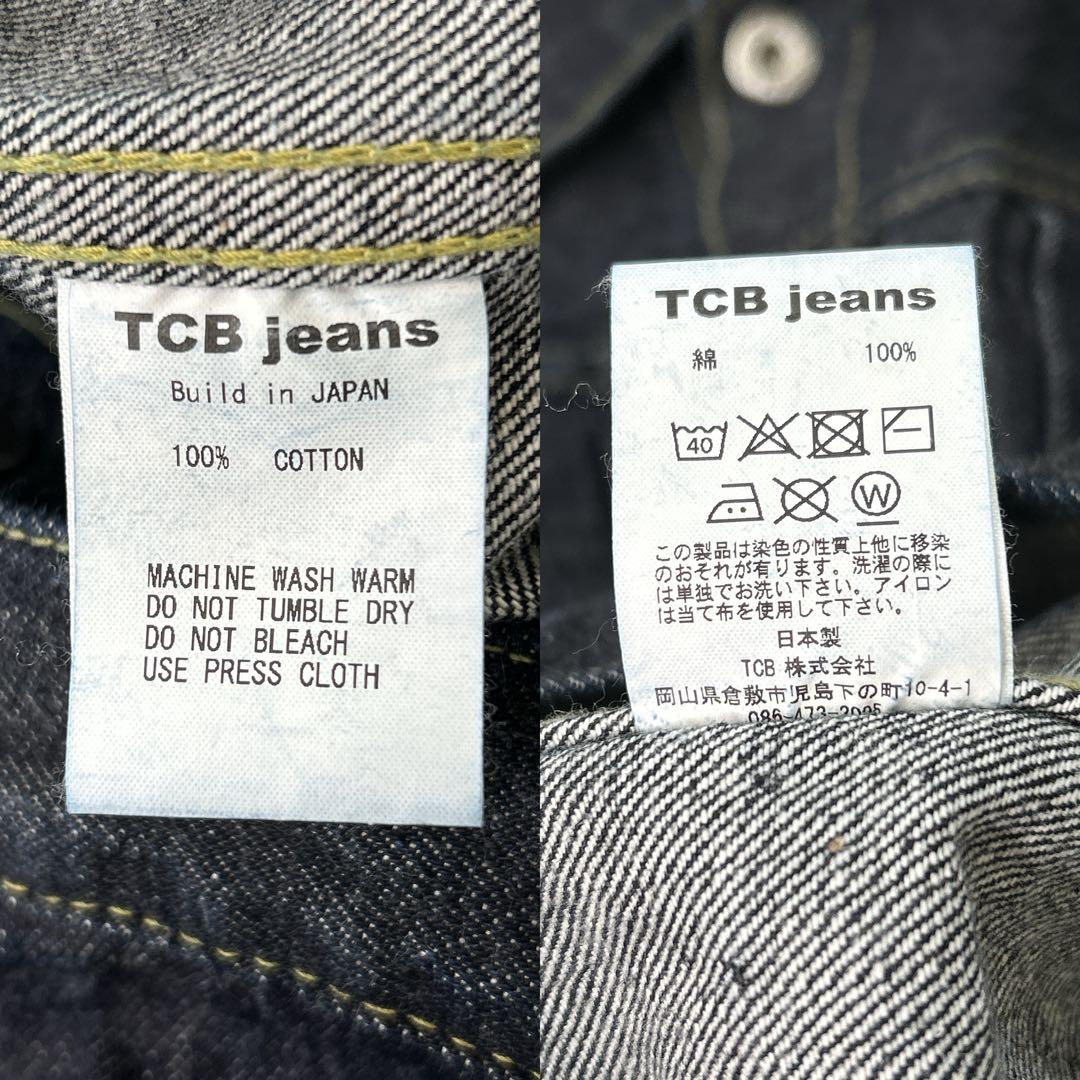 TCB jeans
Build in JAPAN
100% COTTON
MACHINE WASH WARM
DO NOT TUMBLE DRY
DO NOT BLEACH
USE PRESS CLOTH
TCB jeans
綿 100%
40
W
この製品は染色の性質上他に移染
のおそれが有ります。洗濯の際に
は単独でお洗い下さい。アイロン
は当て布を使用して下さい。
日本製
TCB 株式会社
岡山県倉敷市児島下の町10-4-1